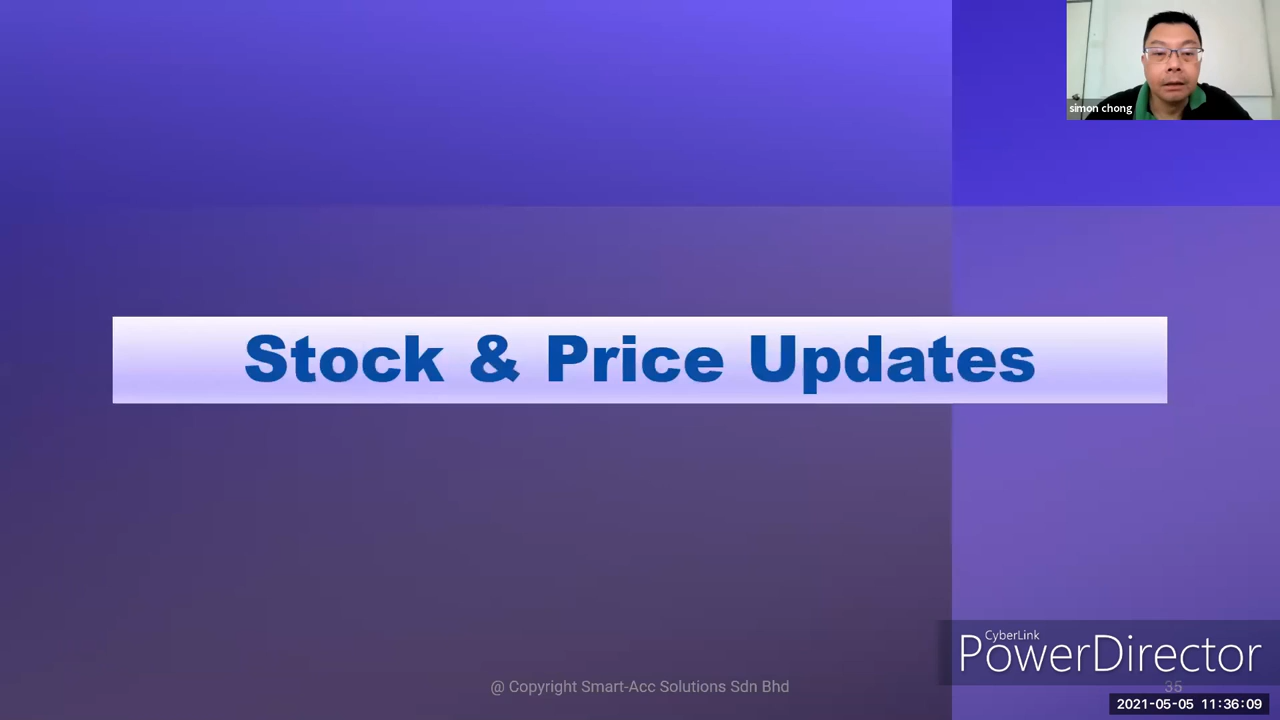 simon chong
Stock & Price Updates
CyberLink
PowerDirector
@ Copyright Smart-Acc Solutions Sdn Bhd
35
2021-05-05 11:36:09